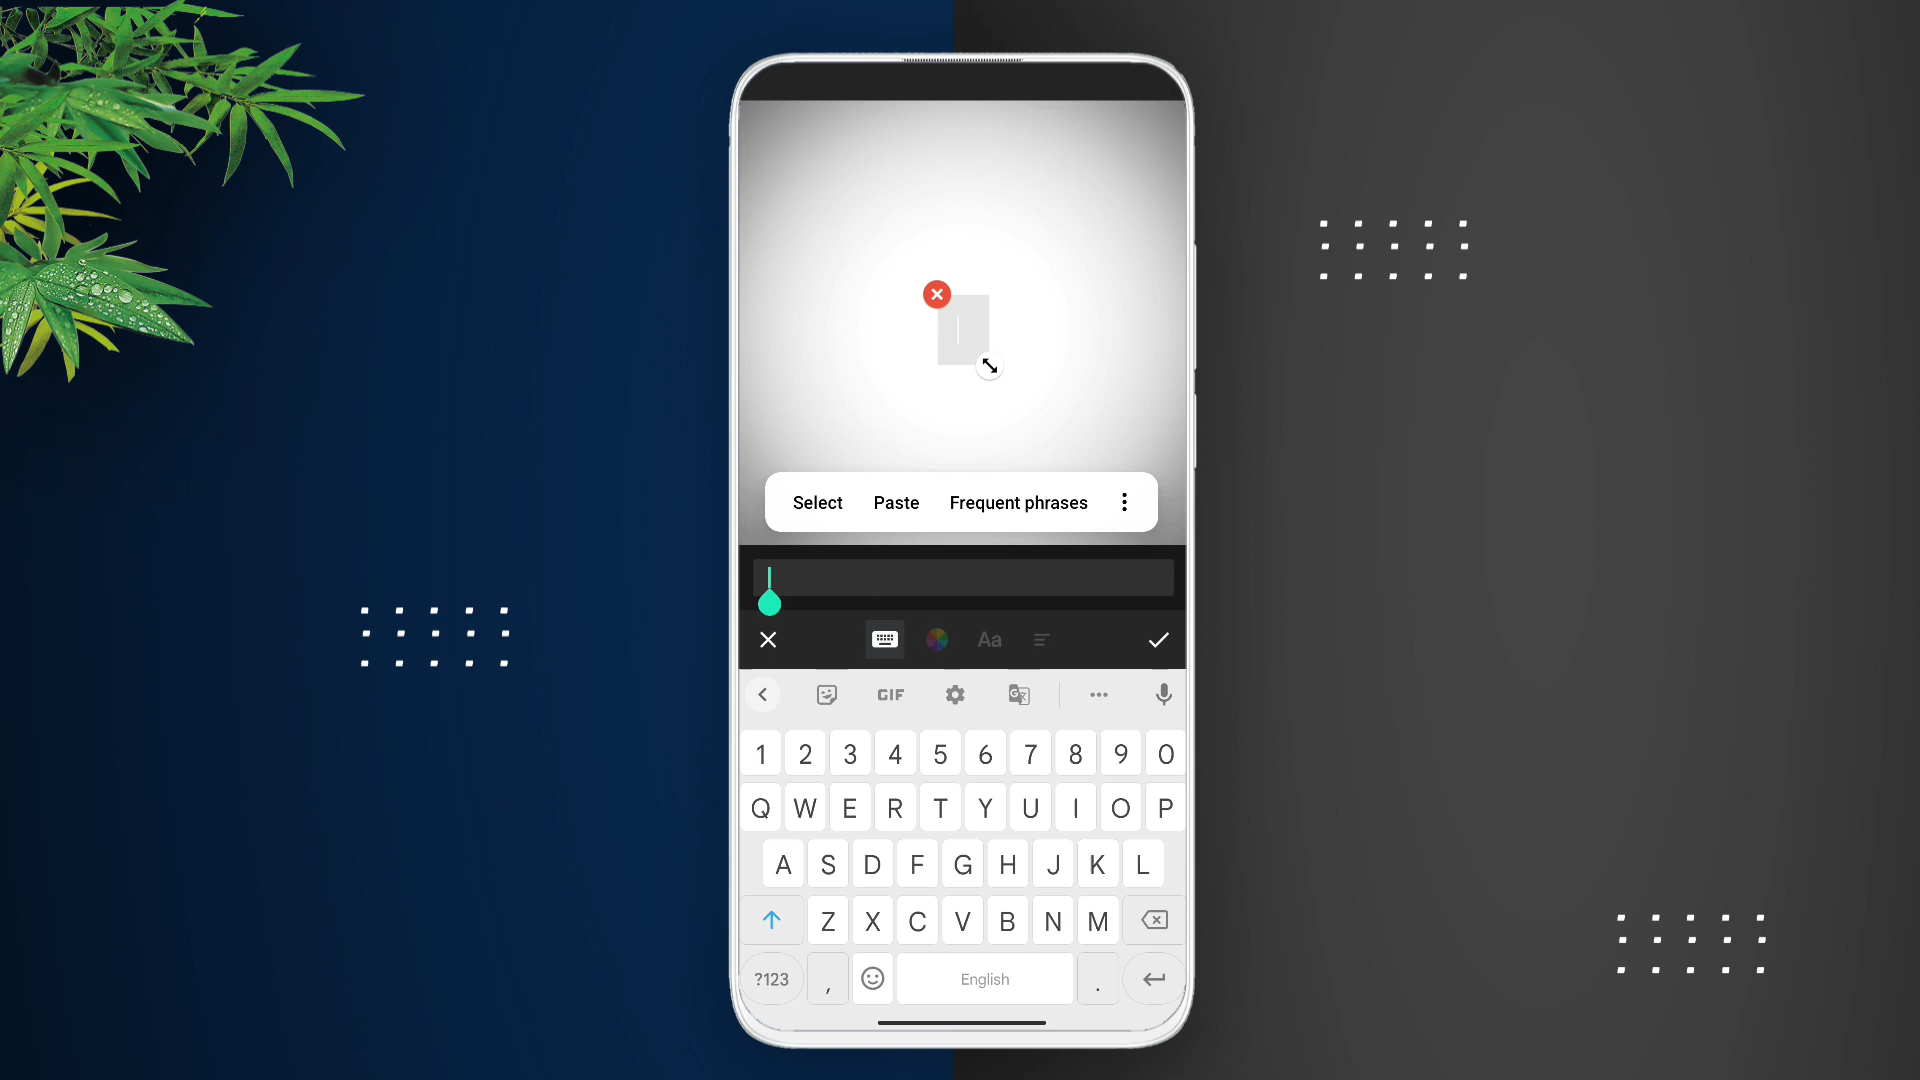 Select Paste Frequent phrases
Aa
GIF
1 2 3 4 5 6 7 8 9 0
Q W E R T Y U I O P
A S D F G H J K L
Z X C V B N M
?123 , English .